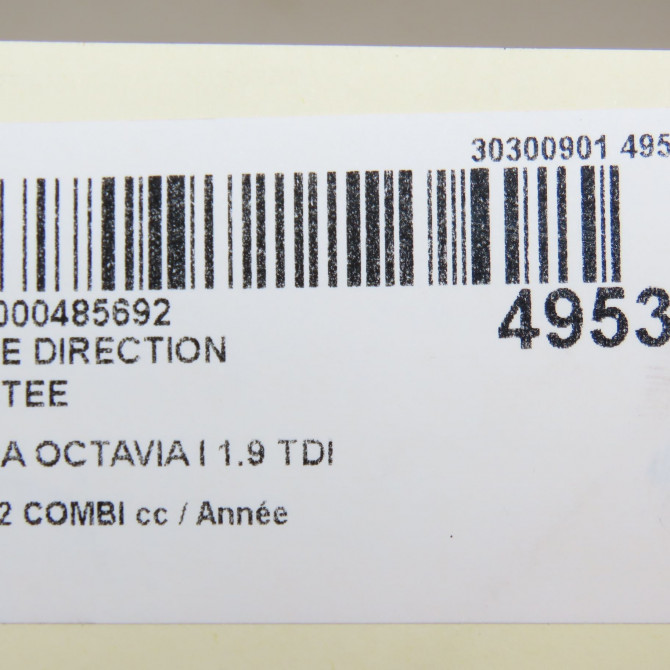 30300901 495
000485692
4953
E DIRECTION
TEE
A OCTAVIA I 1.9 TDI
2 COMBI cc / Année